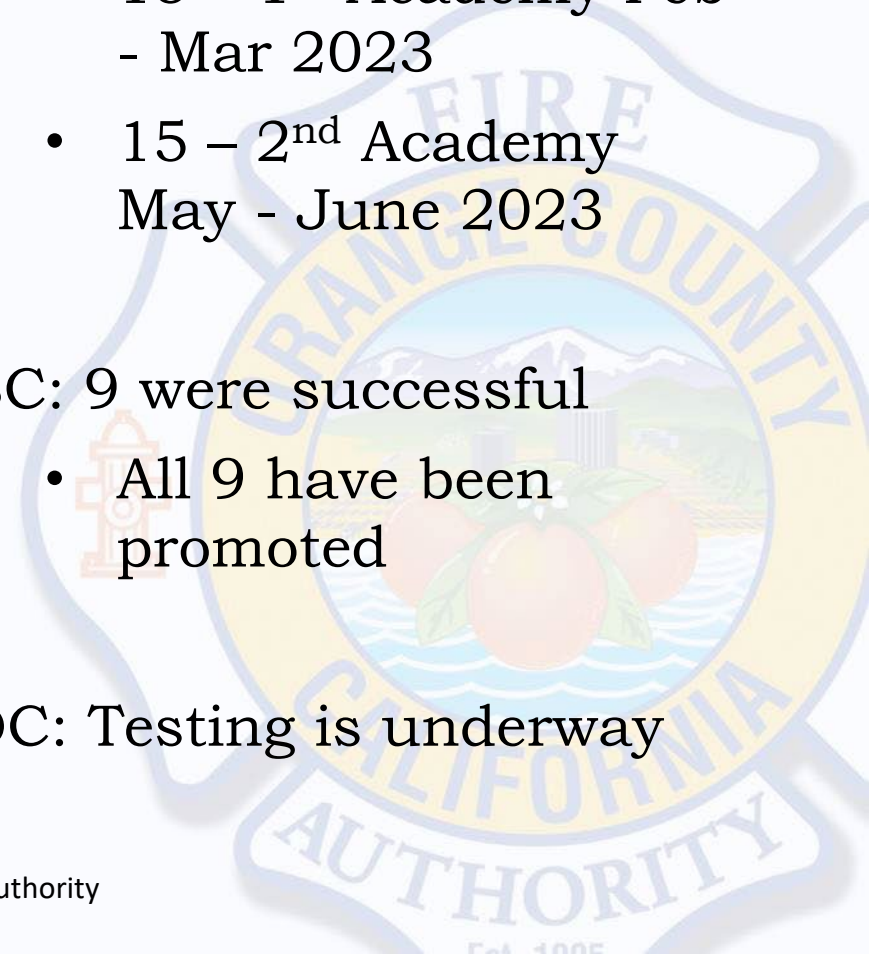 - Mar 2023
• 15 – 2nd Academy
May - June 2023
C: 9 were successful
• All 9 have been
promoted
C: Testing is underway
uthority
FIRE
ORANGE COUNTY
CALIFORNIA
AUTHORITY